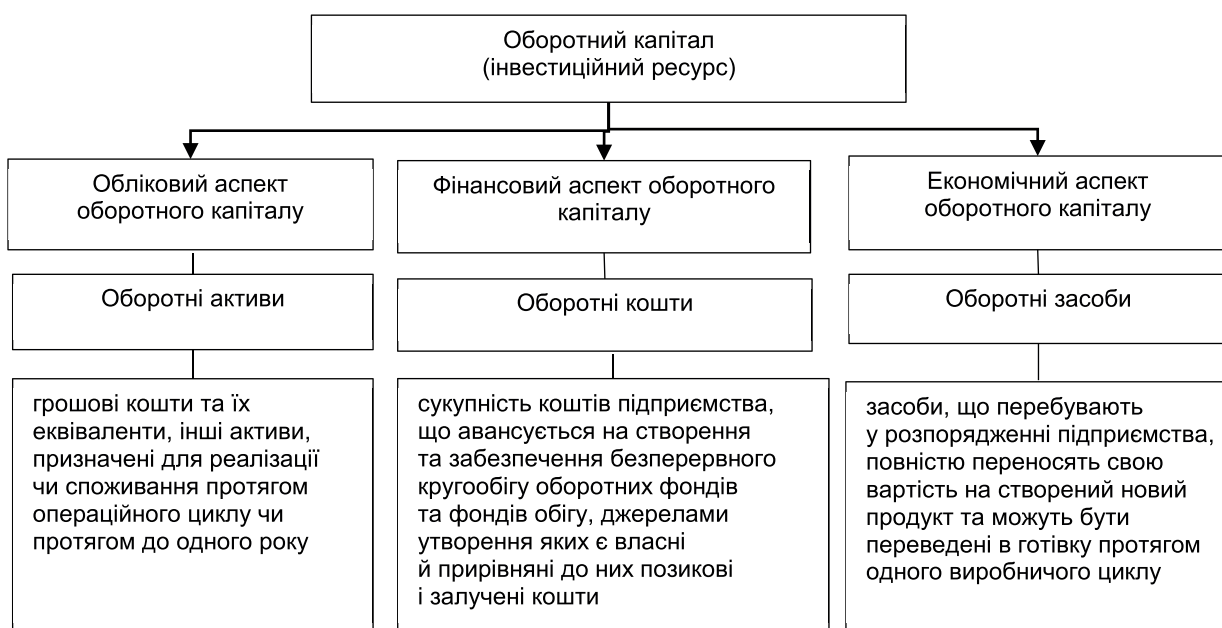 Оборотний капітал
(інвестиційний ресурс)
Обліковий аспект
оборотного капіталу
Фінансовий аспект оборотного
капіталу
Економічний аспект
оборотного капіталу
Оборотні активи
Оборотні кошти
Оборотні засоби
грошові кошти та їх
еквіваленти, інші активи,
призначені для реалізації
чи споживання протягом
операційного циклу чи
протягом до одного року
сукупність коштів підприємства,
що авансується на створення
та забезпечення безперервного
кругообігу оборотних фондів
та фондів обігу, джерелами
утворення яких є власні
й прирівняні до них позикові
і залучені кошти
засоби, що перебувають
у розпорядженні підприємства,
повністю переносять свою
вартість на створений новий
продукт та можуть бути
переведені в готівку протягом
одного виробничого циклу